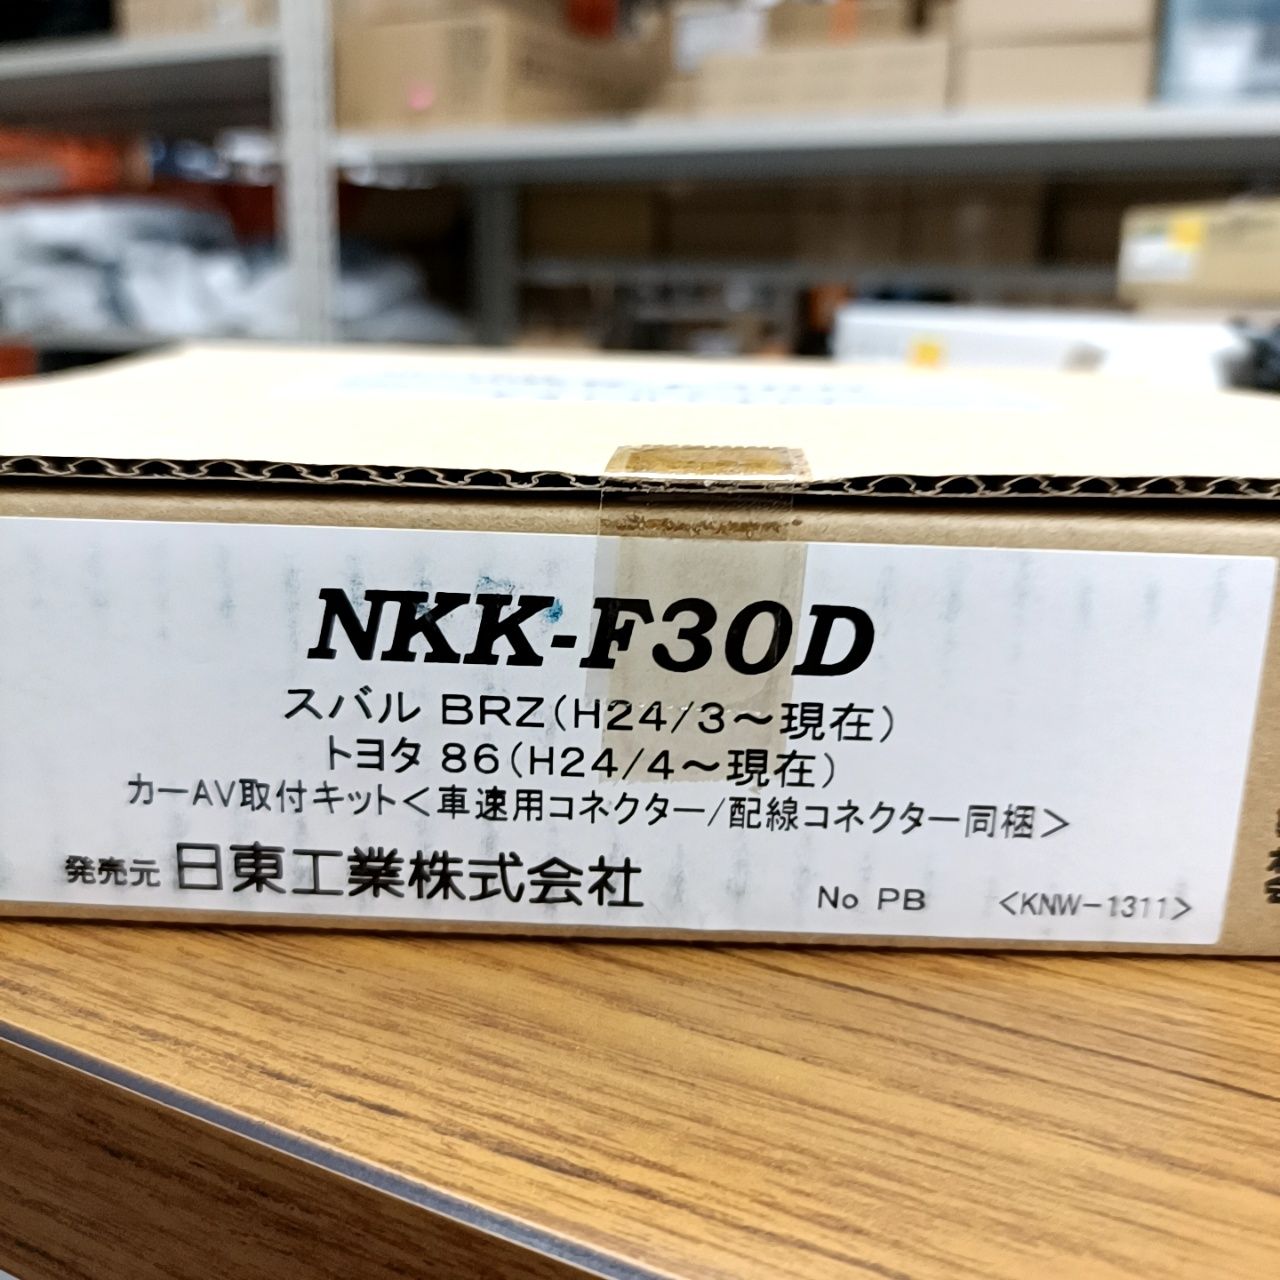 NKK-F30D
スバル BRZ(H24/3～現在)
トヨタ 86(H24/4～現在)
カーAV取付キット＜車速用コネクター/配線コネクター同梱＞
発売元 日東工業株式会社 No PB <KNW-1311>